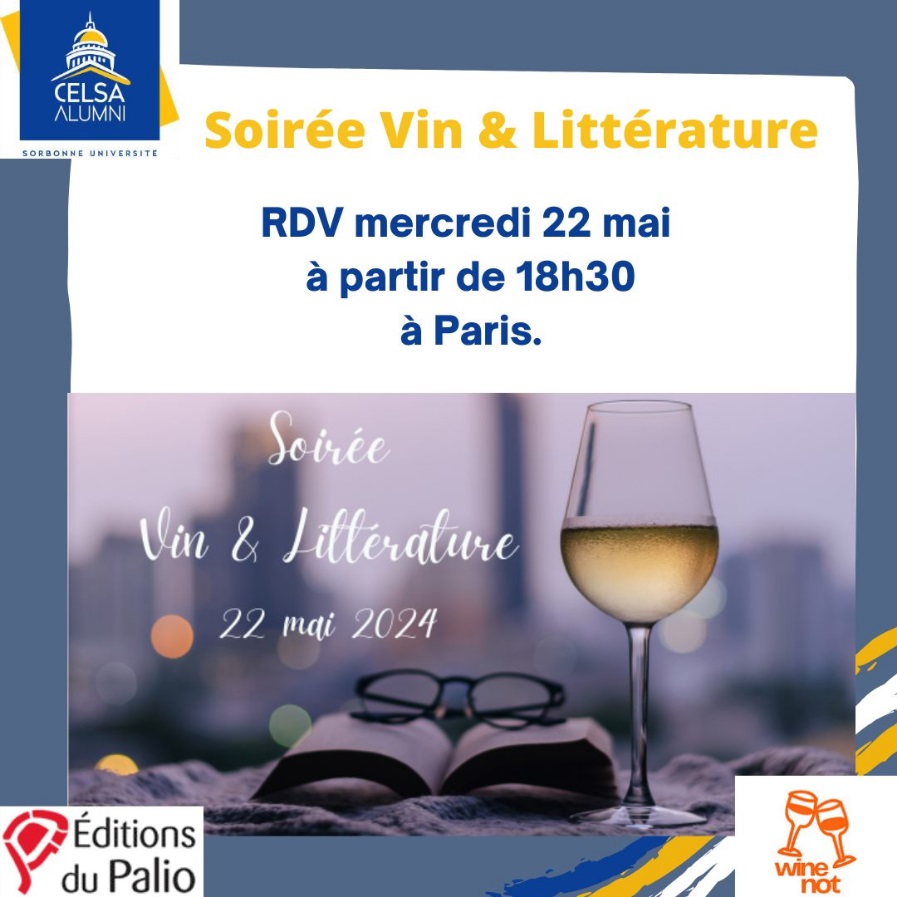 CELSA
ALUMNI
SORBONNE UNIVERSITÉ
Soirée Vin & Littérature
RDV mercredi 22 mai
à partir de 18h30
à Paris.
Soirée
Vin & Littérature
22 mai 2024
Éditions
du Palio
wine
not